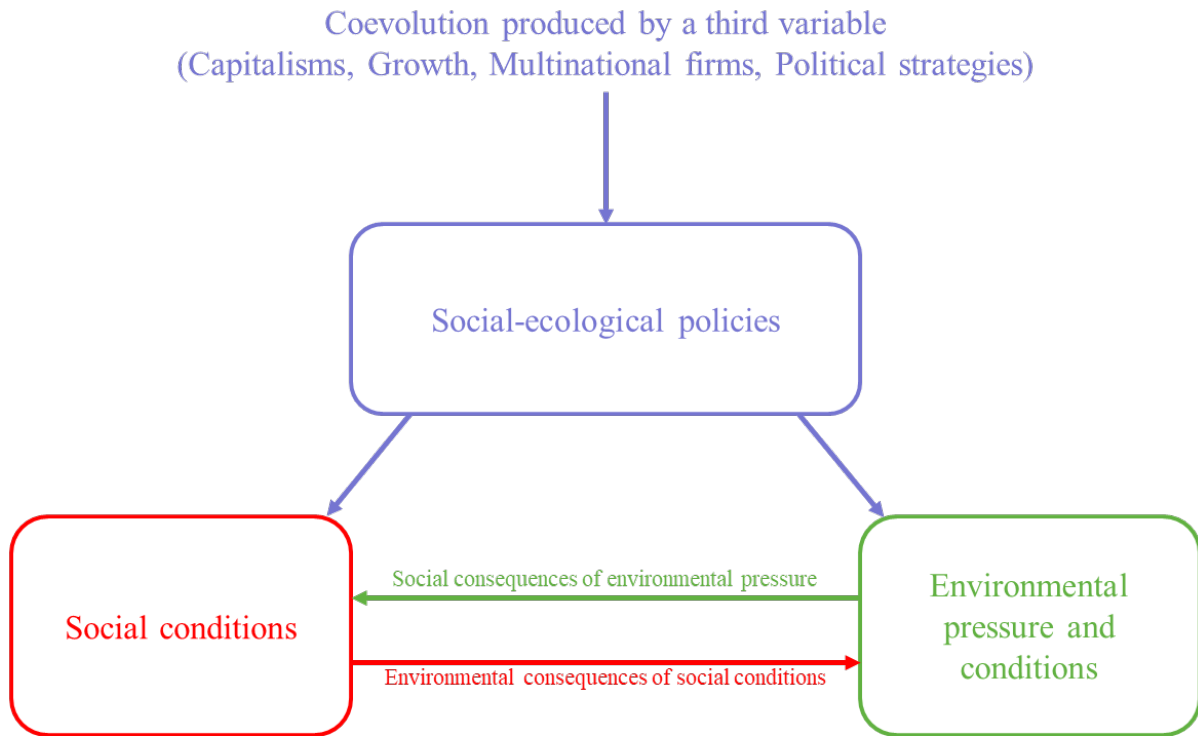 Coevolution produced by a third variable
(Capitalisms, Growth, Multinational firms, Political strategies)
Social-ecological policies
Social consequences of environmental pressure
Social conditions
Environmental consequences of social conditions
Environmental
pressure and
conditions